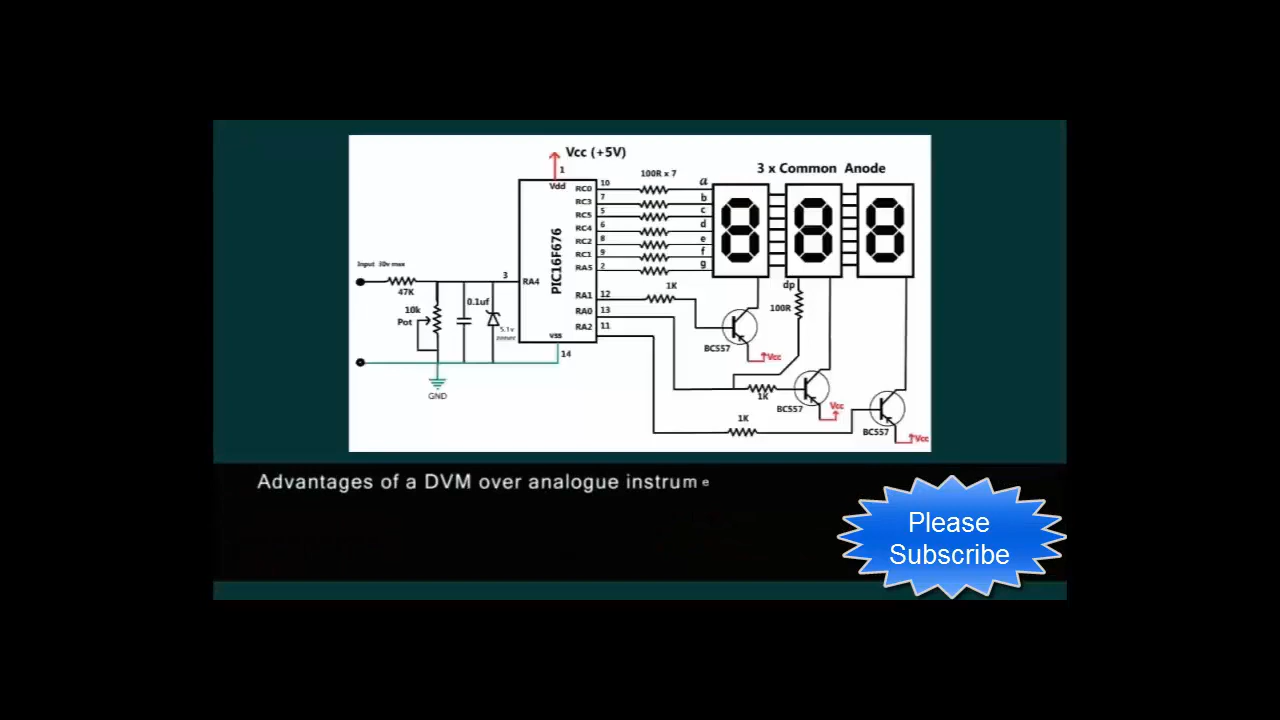 Vcc (+5V)
3 x Common Anode
1
Vdd
100R x 7
RC0 10 a
RC3 7 b
RC5 5 c
RC4 6 d
RC2 8 e
RC1 9 f
RA5 2 g
PIC16F676
Input 30v max
47K
3 RA4
10k
Pot
0.1uf
5.1v
zener
RA1 12
1K
RA0 13
RA2 11
VSS
14
GND
dp
100R
BC557
Vcc
1K
BC557
Vcc
1K
BC557
Vcc
Advantages of a DVM over analogue instrume
Please
Subscribe